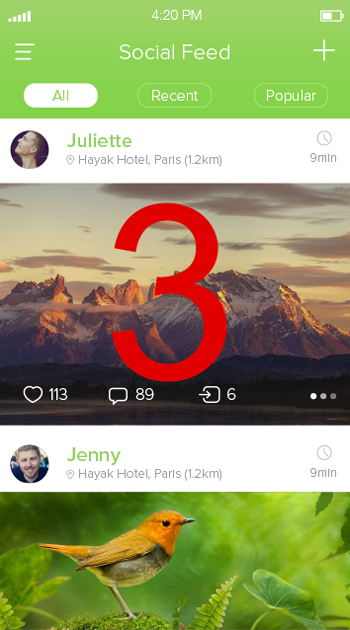 4:20 PM
Social Feed
All Recent Popular
Juliette
Hayak Hotel, Paris (1.2km) 9min
3
113 89 6
Jenny
Hayak Hotel, Paris (1.2km) 9min